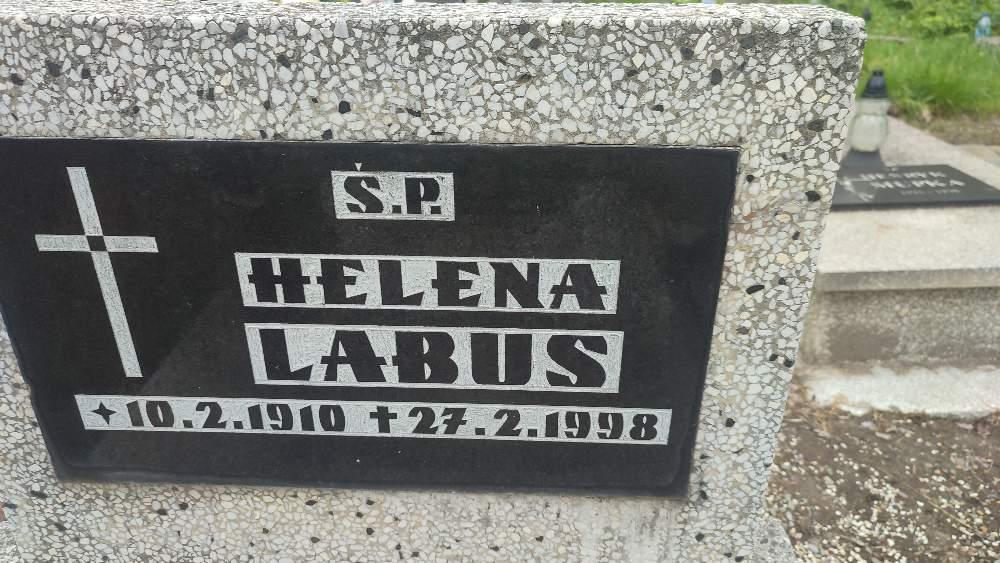 Ś.P.
HELENA
LABUS
✦ 10.2.1910 ✝ 27.2.1998